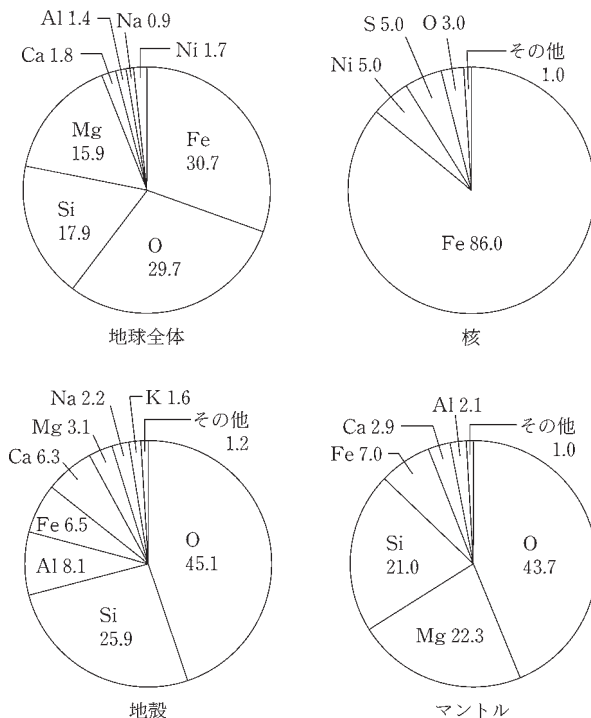 Al 1.4 Na 0.9
Ca 1.8 Ni 1.7
Mg
15.9
Fe
30.7
Si
17.9
O
29.7
地球全体
S 5.0 O 3.0
Ni 5.0 その他
1.0
Fe 86.0
核
Na 2.2 K 1.6
Mg 3.1 その他
1.2
Ca 6.3
Fe 6.5
Al 8.1
O
45.1
Si
25.9
地殻
Al 2.1
Ca 2.9 その他
Fe 7.0 1.0
Si
21.0
O
43.7
Mg 22.3
マントル